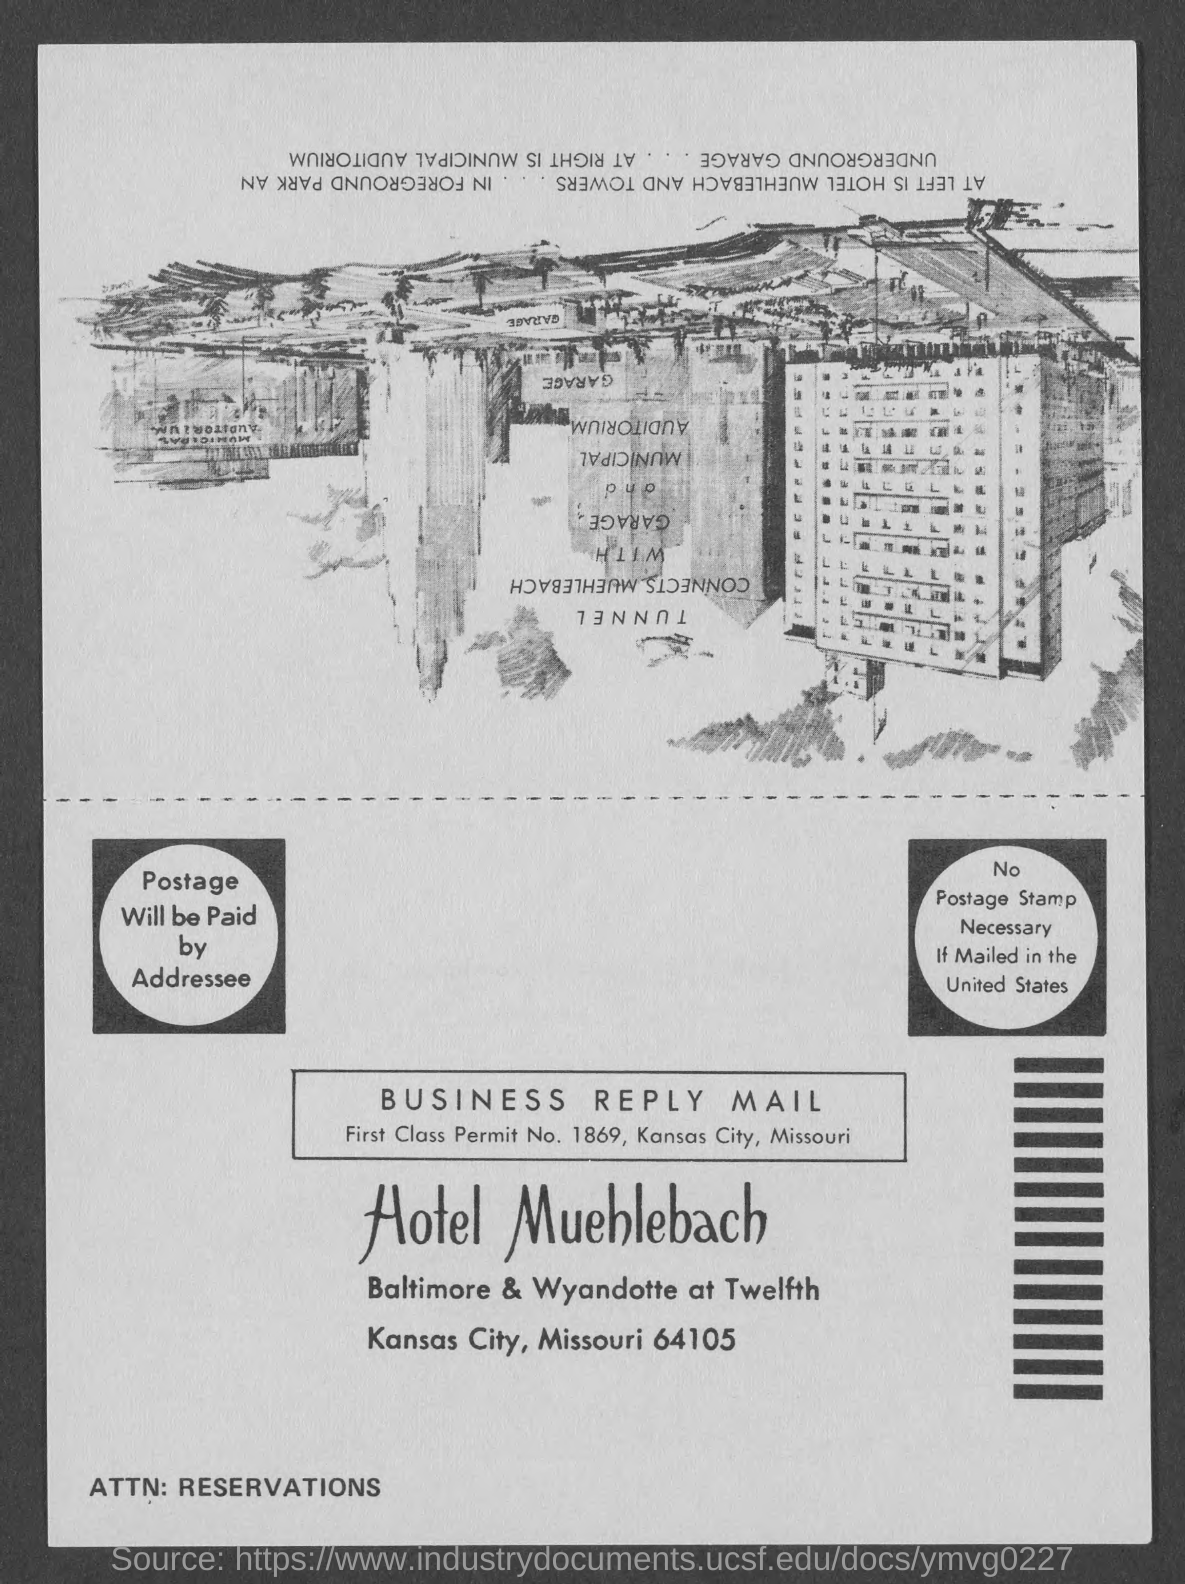 AT LEFT IS HOTEL MUEHLEBACH AND TOWERS . . . IN FOREGROUND PARK AN
UNDERGROUND GARAGE . . . AT RIGHT IS MUNICIPAL AUDITORIUM
TUNNEL
CONNECTS MUEHLEBACH
WITH
GARAGE,
and
MUNICIPAL
AUDITORIUM
GARAGE
GARAGE
MUNICIPAL
AUDITORIUM
Postage
Will be Paid
by
Addressee
No
Postage Stamp
Necessary
If Mailed in the
United States
BUSINESS REPLY MAIL
First Class Permit No. 1869, Kansas City, Missouri
Hotel Muehlebach
Baltimore & Wyandotte at Twelfth
Kansas City, Missouri 64105
ATTN: RESERVATIONS
Source: https://www.industrydocuments.ucsf.edu/docs/ymvg0227